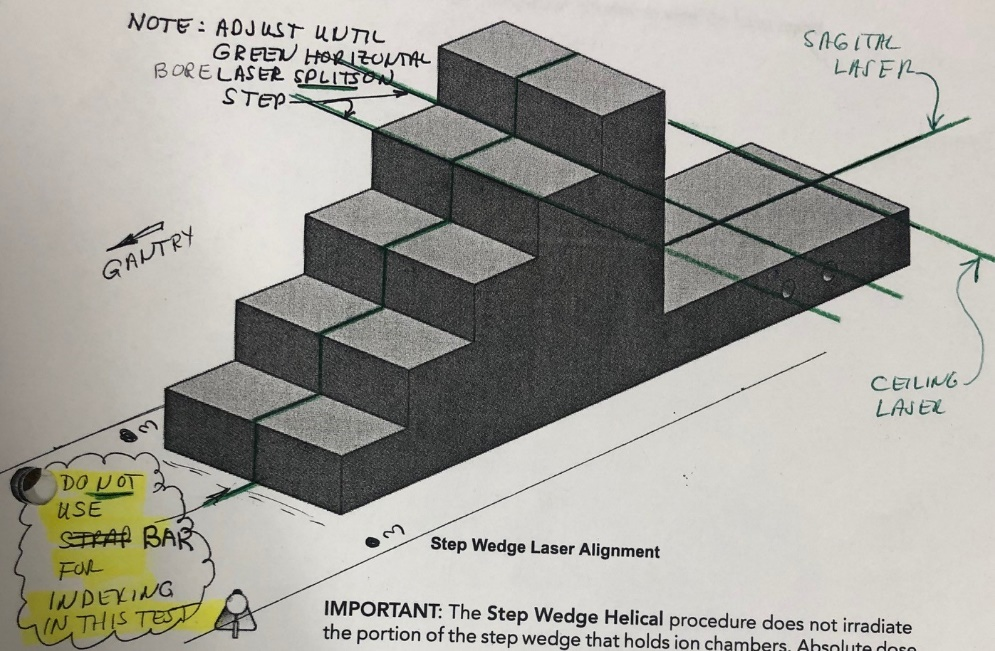 NOTE: ADJUST UNTIL
GREEN HORIZONTAL
BORE LASER SPLITS ON
STEP
SAGITAL
LASER
GANTRY
CEILING
LASER
3
DO NOT
USE
STRAP BAR
FOR
INDEXING
IN THIS TEST
3
Step Wedge Laser Alignment
IMPORTANT: The Step Wedge Helical procedure does not irradiate
the portion of the step wedge that holds ion chambers. Absolute dose